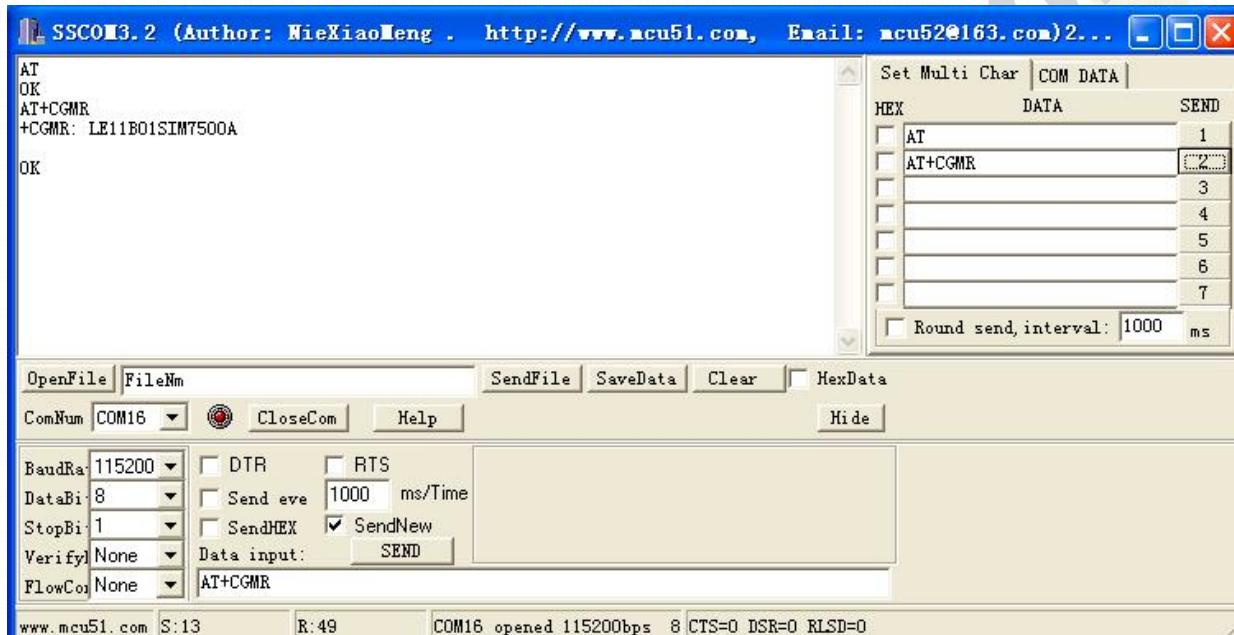 SSCOM3.2 (Author: NieXiaoMeng . http://www.mcu51.com, Email: mcu52@163.com)2...
AT
OK
AT+CGMR
+CGMR: LE11B01SIM7500A
OK
Set Multi Char COM DATA
HEX DATA SEND
AT 1
AT+CGMR 2
3
4
5
6
7
Round send,interval: 1000 ms
OpenFile FileNm SendFile SaveData Clear HexData
ComNum COM16 CloseCom Help Hide
BaudRa 115200 DTR RTS
DataBi 8 Send eve 1000 ms/Time
StopBi 1 SendHEX SendNew
Verify None Data input: SEND
FlowCo None AT+CGMR
www.mcu51.com S:13 R:49 COM16 opened 115200bps 8 CTS=0 DSR=0 RLSD=0